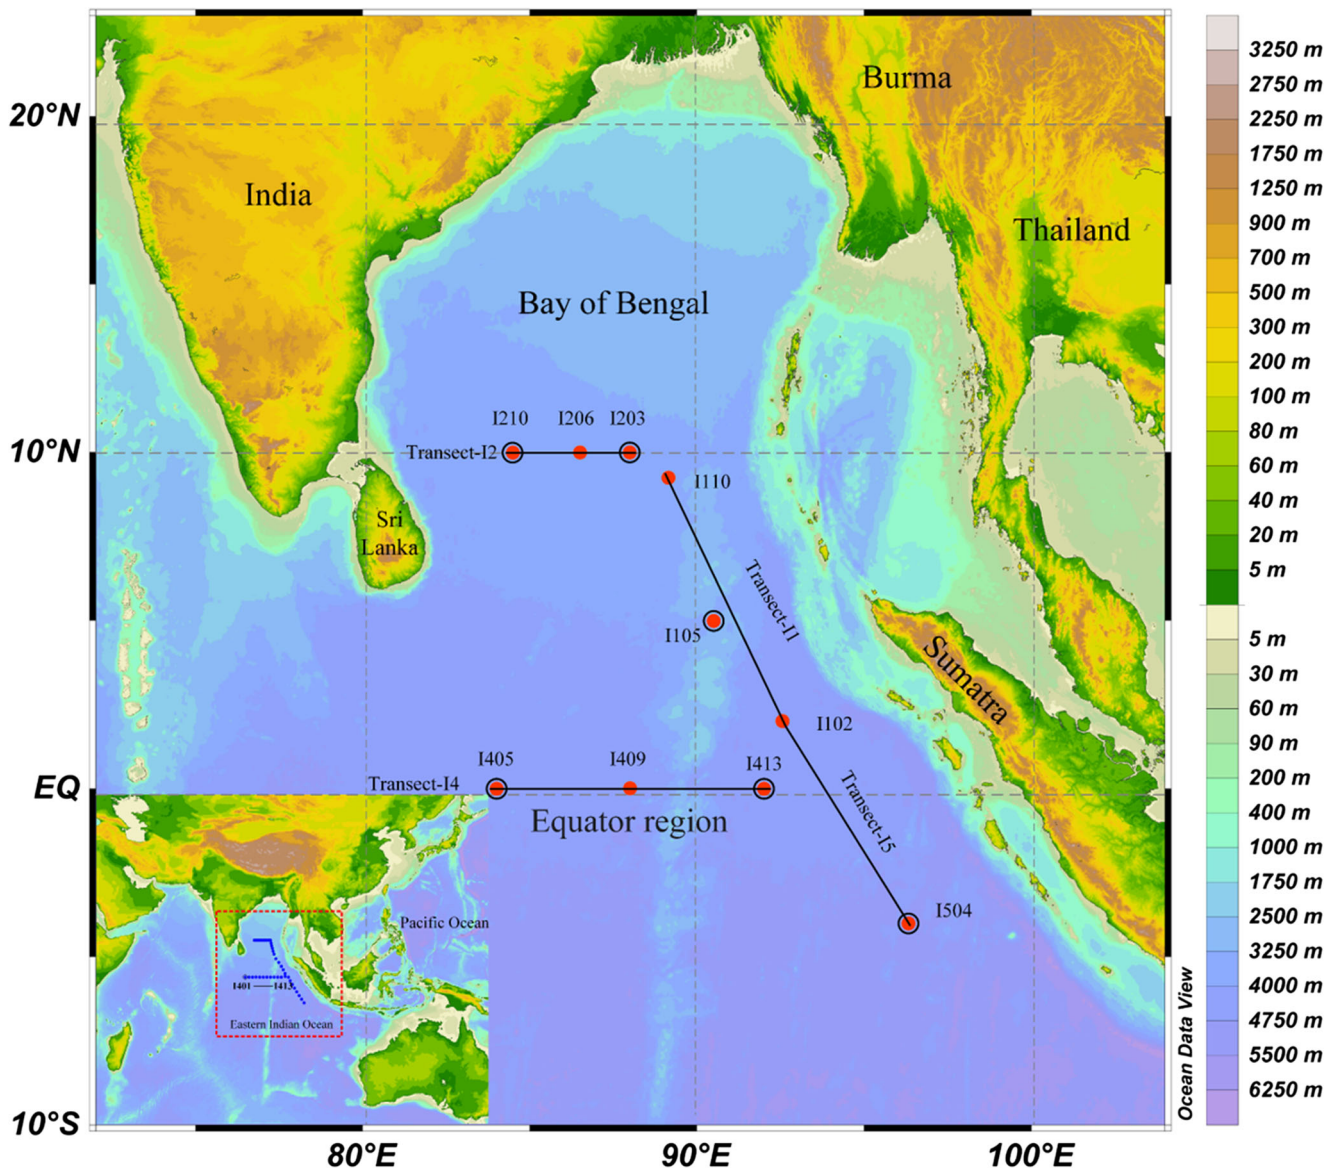 Burma
20°N
India
Thailand
Bay of Bengal
I210
I206
I203
Transect-I2
10°N
I110
Sri
Lanka
Transect-I1
I105
Sumatra
I102
I405
I409
I413
Transect-I4
EQ
Equator region
Transect-I5
I504
Pacific Ocean
I401
I413
Eastern Indian Ocean
10°S
80°E
90°E
100°E
Ocean Data View
3250 m
2750 m
2250 m
1750 m
1250 m
900 m
700 m
500 m
300 m
200 m
100 m
80 m
60 m
40 m
20 m
5 m
5 m
30 m
60 m
90 m
200 m
400 m
1000 m
1750 m
2500 m
3250 m
4000 m
4750 m
5500 m
6250 m